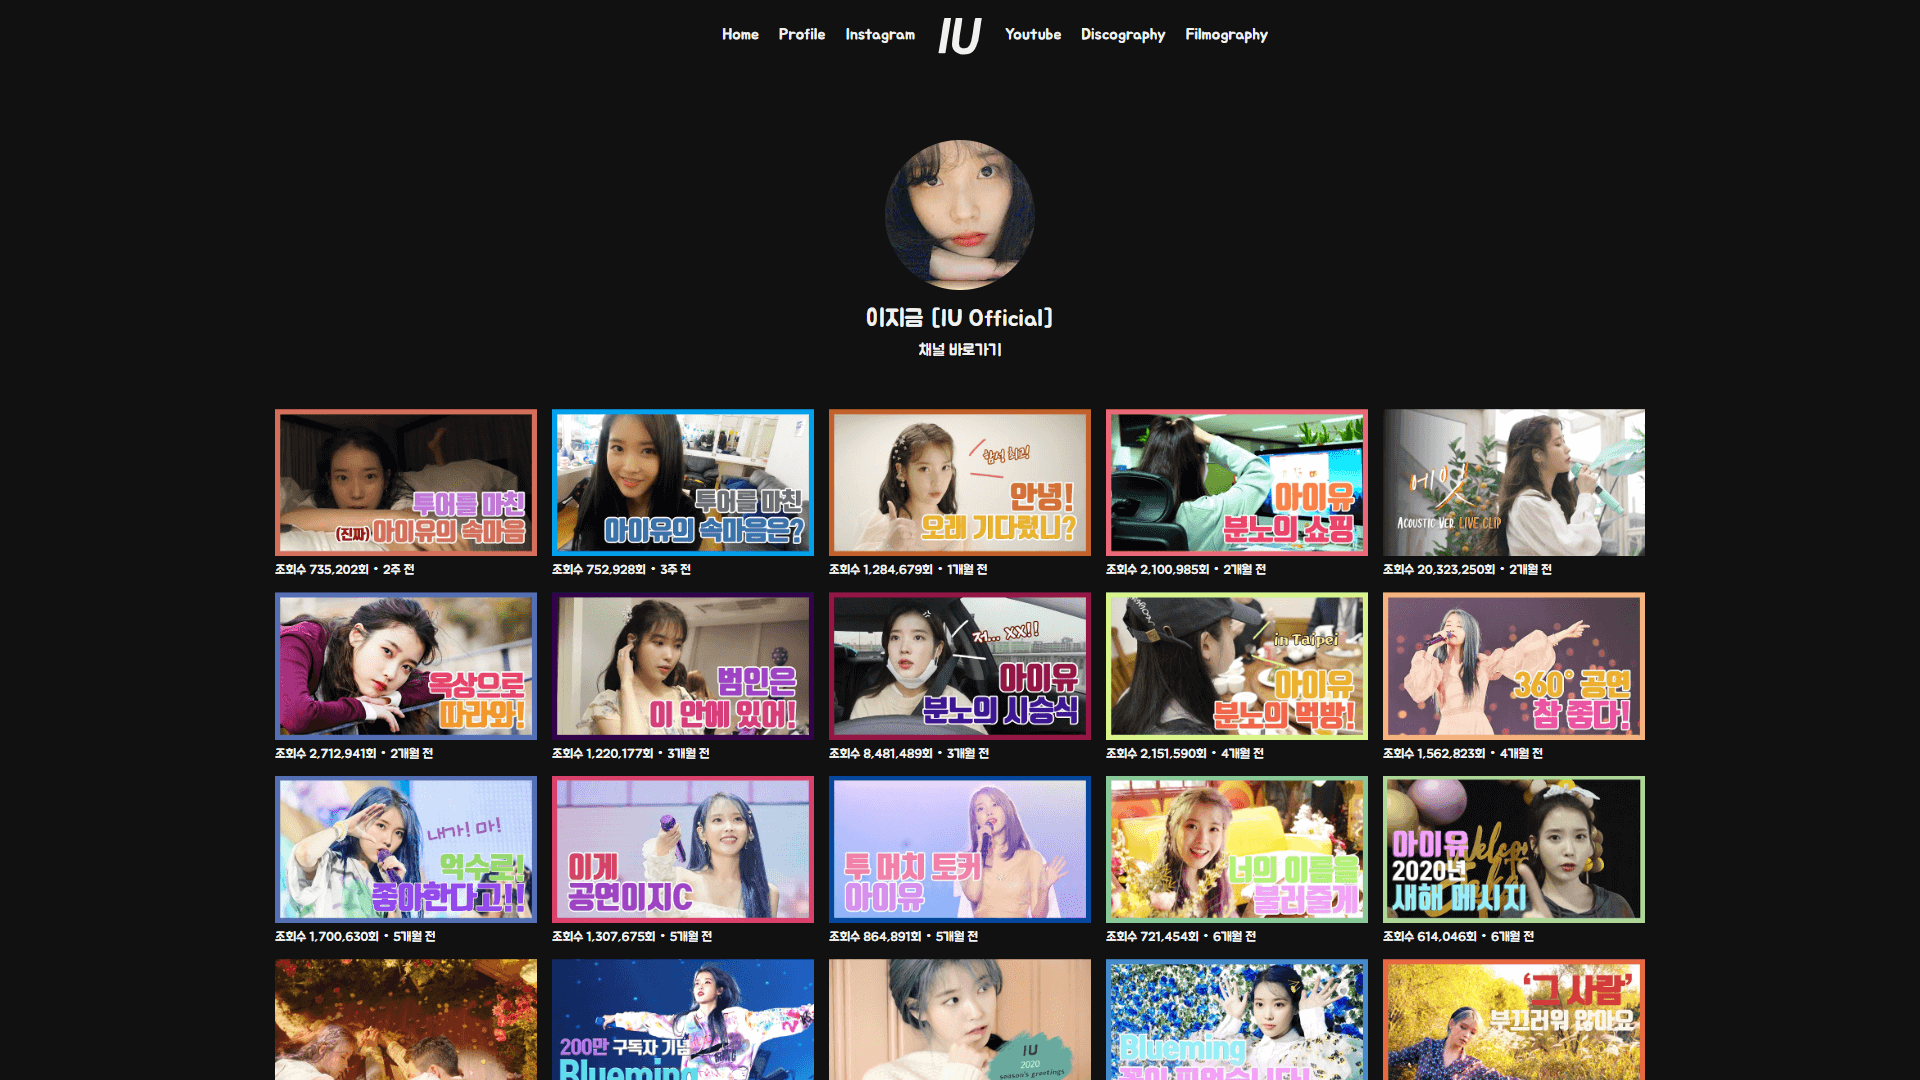 Home Profile Instagram IU Youtube Discography Filmography
이지금 [IU Official]
채널 바로가기
투어를 마친
(진짜) 아이유의 속마음
투어를 마친
아이유의 속마음은?
참석 최고!
안녕!
오래 기다렸니?
아이유
분노의 쇼핑
에잇
ACOUSTIC VER. LIVE CLIP
조회수 735,202회 • 2주 전
조회수 752,928회 • 3주 전
조회수 1,284,679회 • 1개월 전
조회수 2,100,985회 • 2개월 전
조회수 20,323,250회 • 2개월 전
옥상으로
따라와!
범인은
이 안에 있어!
저... xx!!
아이유
분노의 시승식
in Taipei
아이유
분노의 먹방!
360° 공연
참 좋다!
조회수 2,712,941회 • 2개월 전
조회수 1,220,177회 • 3개월 전
조회수 8,481,489회 • 3개월 전
조회수 2,151,590회 • 4개월 전
조회수 1,562,823회 • 4개월 전
내가! 마!
억수로!
좋아한다고!!
이게
공연이지C
투 머치 토커
아이유
너의 이름을
불러줄게
아이유
2020년
새해 메시지
조회수 1,700,630회 • 5개월 전
조회수 1,307,675회 • 5개월 전
조회수 864,891회 • 5개월 전
조회수 721,454회 • 6개월 전
조회수 614,046회 • 6개월 전
200만 구독자 기념
Blueming
IU
2020
season's greetings
Blueming
꽃이 피었습니다!
'그 사람'
부끄러워 않아요